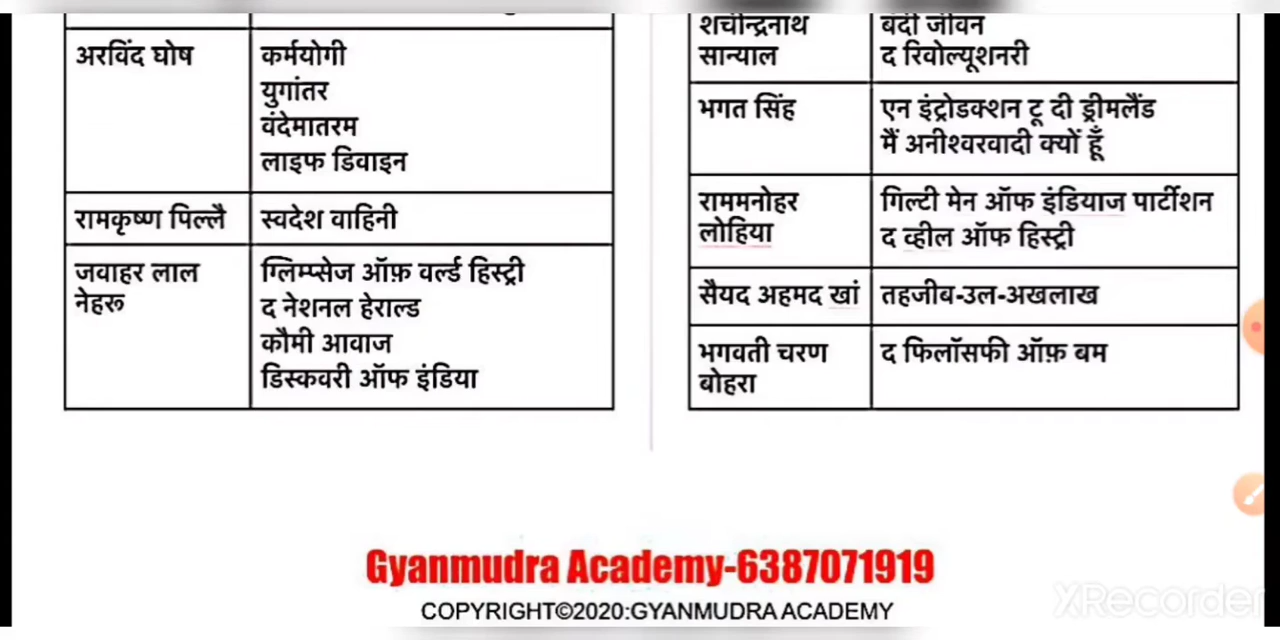 अरविंद घोष
कर्मयोगी
युगांतर
वंदेमातरम
लाइफ डिवाइन
रामकृष्ण पिल्लै
स्वदेश वाहिनी
जवाहर लाल
नेहरू
ग्लिम्प्सेज ऑफ़ वर्ल्ड हिस्ट्री
द नेशनल हेराल्ड
कौमी आवाज
डिस्कवरी ऑफ इंडिया
शचीन्द्रनाथ
सान्याल
बंदी जीवन
द रिवोल्यूशनरी
भगत सिंह
एन इंट्रोडक्शन टू दी ड्रीमलैंड
मैं अनीश्वरवादी क्यों हूँ
राममनोहर
लोहिया
गिल्टी मेन ऑफ इंडियाज पार्टीशन
द व्हील ऑफ हिस्ट्री
सैयद अहमद खां
तहजीब-उल-अखलाख
भगवती चरण
बोहरा
द फिलॉसफी ऑफ़ बम
Gyanmudra Academy-6387071919
COPYRIGHT©2020:GYANMUDRA ACADEMY
XRecorder